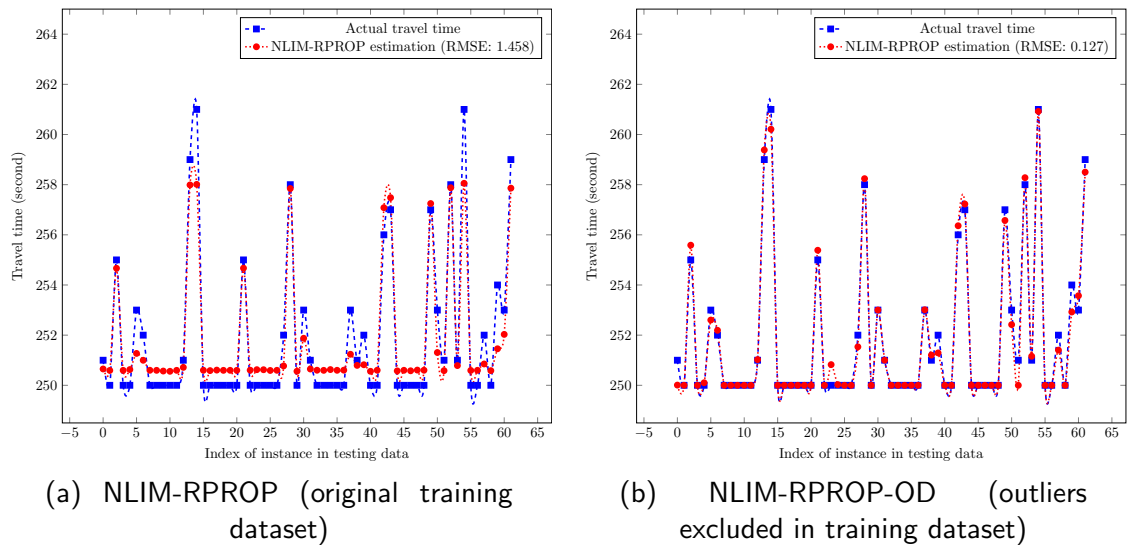 Actual travel time
NLIM-RPROP estimation (RMSE: 1.458)
264
262
260
258
256
254
252
250
Travel time (second)
−5 0 5 10 15 20 25 30 35 40 45 50 55 60 65
Index of instance in testing data
(a) NLIM-RPROP (original training
dataset)
Actual travel time
NLIM-RPROP estimation (RMSE: 0.127)
264
262
260
258
256
254
252
250
Travel time (second)
−5 0 5 10 15 20 25 30 35 40 45 50 55 60 65
Index of instance in testing data
(b) NLIM-RPROP-OD (outliers
excluded in training dataset)